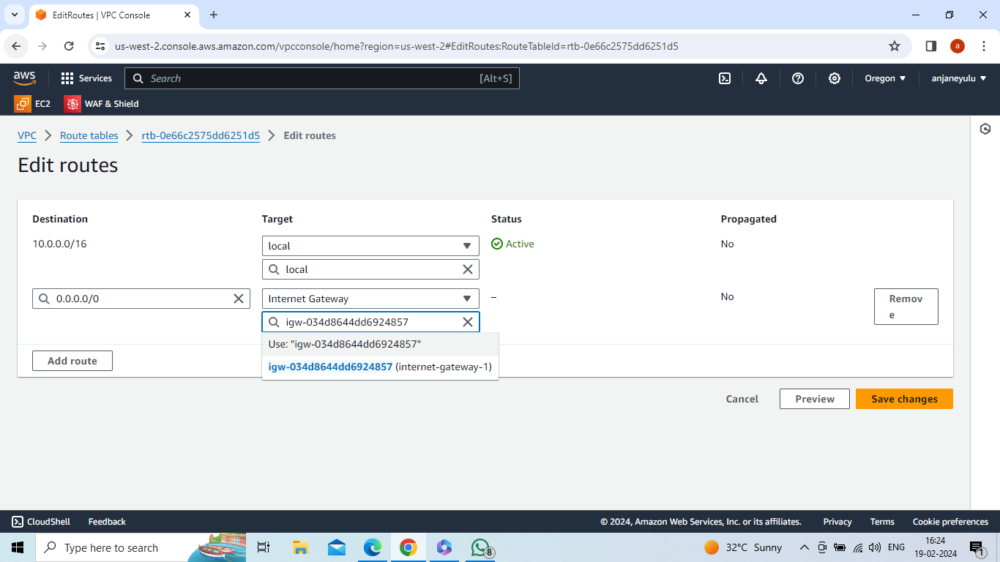 EditRoutes | VPC Console
us-west-2.console.aws.amazon.com/vpcconsole/home?region=us-west-2#EditRoutes:RouteTableId=rtb-0e66c2575dd6251d5
a
aws
Services
Search
[Alt+S]
Oregon
anjaneyulu
EC2
WAF & Shield
VPC
Route tables
rtb-0e66c2575dd6251d5
Edit routes
Edit routes
Destination
Target
Status
Propagated
10.0.0.0/16
local
Active
No
local
0.0.0.0/0
Internet Gateway
–
No
Remov
e
igw-034d8644dd6924857
Use: "igw-034d8644dd6924857"
igw-034d8644dd6924857 (internet-gateway-1)
Add route
Cancel
Preview
Save changes
CloudShell
Feedback
© 2024, Amazon Web Services, Inc. or its affiliates.
Privacy
Terms
Cookie preferences
Type here to search
8
32°C Sunny
ENG
16:24
19-02-2024
1